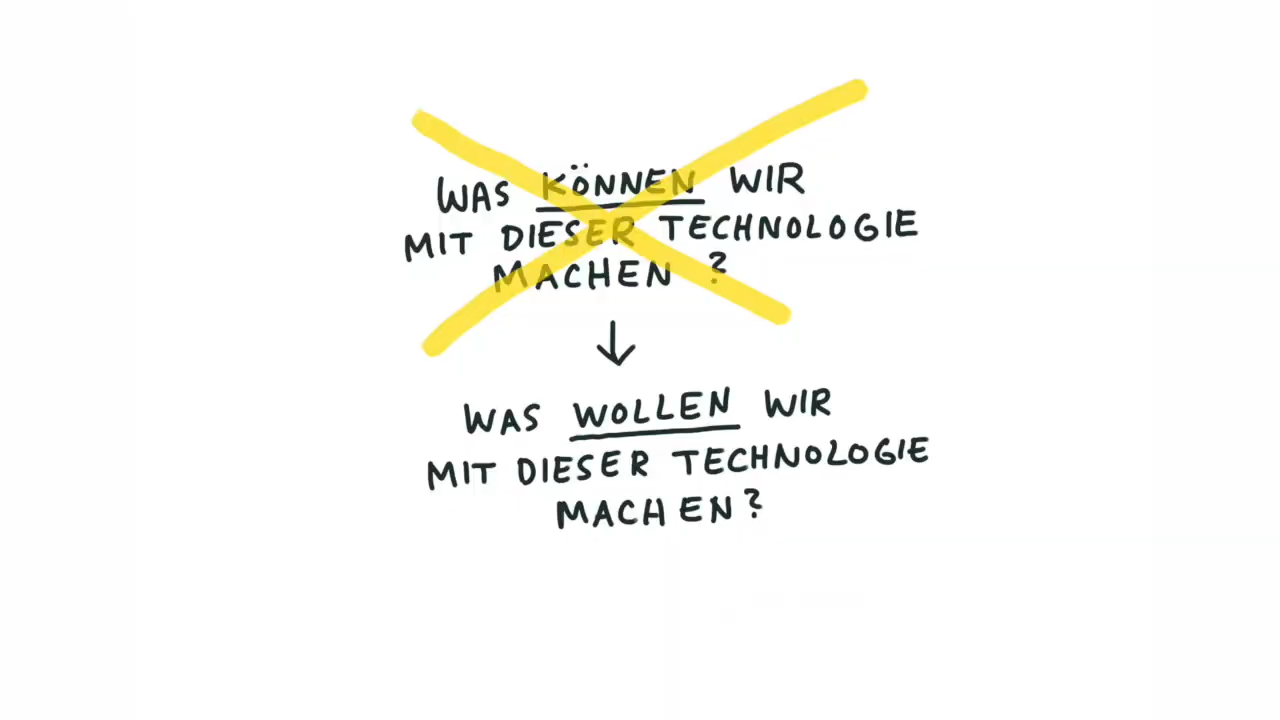 WAS KÖNNEN WIR
MIT DIESER TECHNOLOGIE
MACHEN ?
WAS WOLLEN WIR
MIT DIESER TECHNOLOGIE
MACHEN?